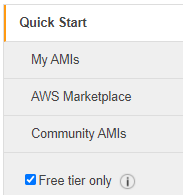 Quick Start
My AMIs
AWS Marketplace
Community AMIs
Free tier only i